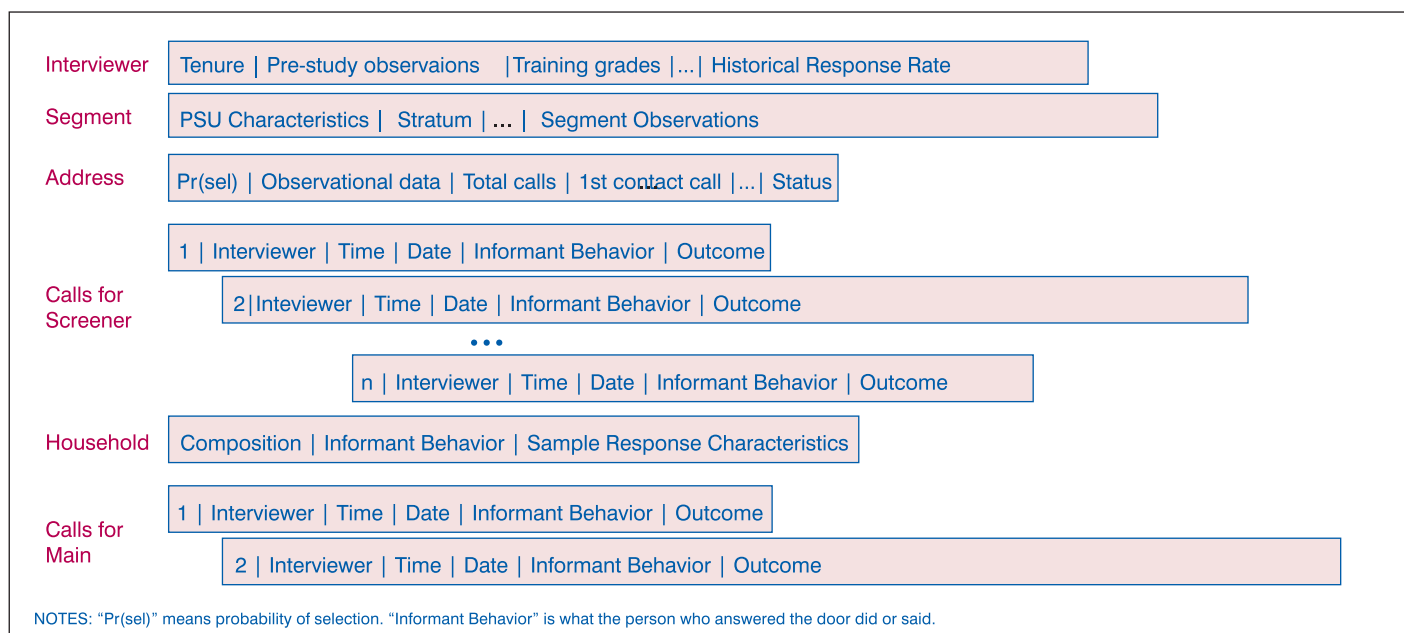 Interviewer
Tenure | Pre-study observaions |Training grades |...| Historical Response Rate
Segment
PSU Characteristics | Stratum | ... | Segment Observations
Address
Pr(sel) | Observational data | Total calls | 1st contact call |...| Status
...
Calls for
Screener
1 | Interviewer | Time | Date | Informant Behavior | Outcome
2|Inteviewer | Time | Date | Informant Behavior | Outcome
...
n | Interviewer | Time | Date | Informant Behavior | Outcome
Household
Composition | Informant Behavior | Sample Response Characteristics
Calls for
Main
1 | Interviewer | Time | Date | Informant Behavior | Outcome
2 | Interviewer | Time | Date | Informant Behavior | Outcome
NOTES: “Pr(sel)” means probability of selection. “Informant Behavior” is what the person who answered the door did or said.